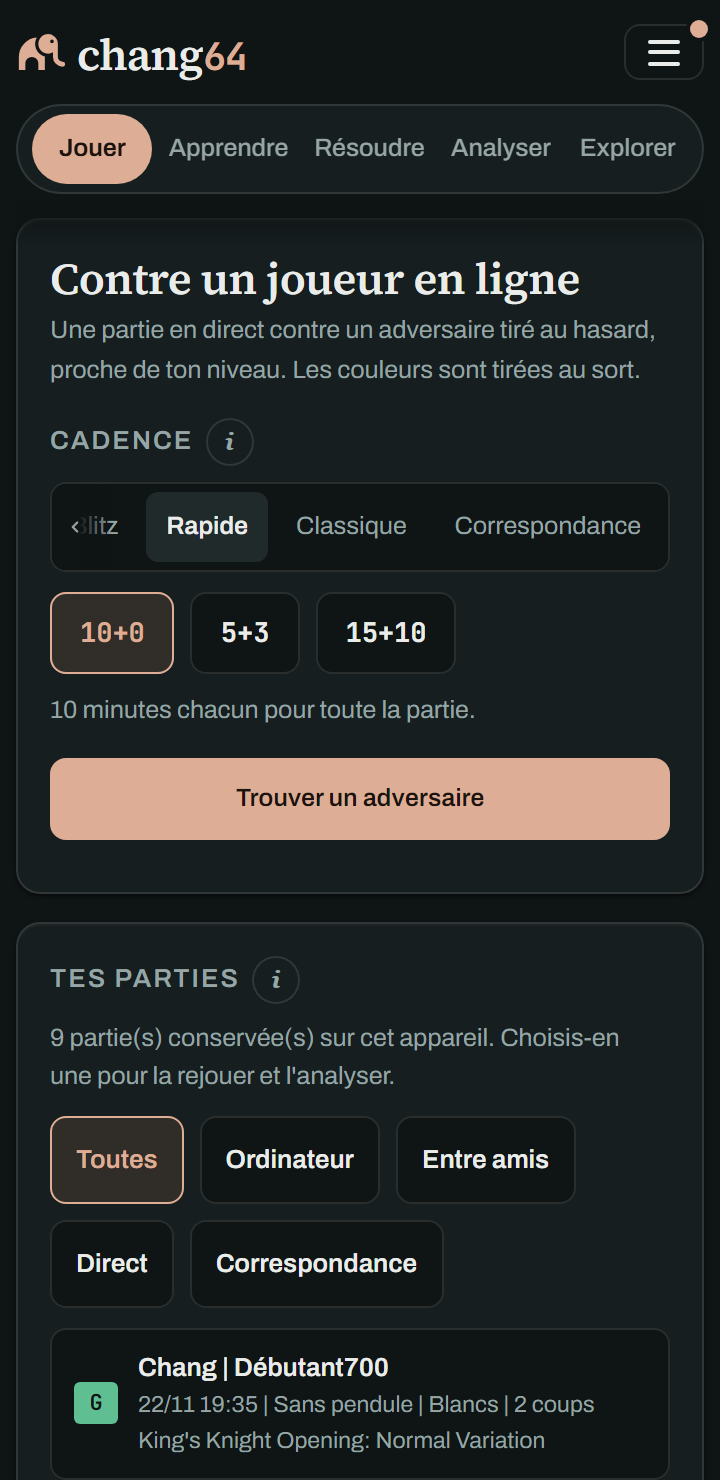 chang64
Jouer Apprendre Résoudre Analyser Explorer
Contre un joueur en ligne
Une partie en direct contre un adversaire tiré au hasard,
proche de ton niveau. Les couleurs sont tirées au sort.
CADENCE i
‹ litz Rapide Classique Correspondance
10+0 5+3 15+10
10 minutes chacun pour toute la partie.
Trouver un adversaire
TES PARTIES i
9 partie(s) conservée(s) sur cet appareil. Choisis-en
une pour la rejouer et l'analyser.
Toutes Ordinateur Entre amis
Direct Correspondance
Chang | Débutant700
G 22/11 19:35 | Sans pendule | Blancs | 2 coups
King's Knight Opening: Normal Variation